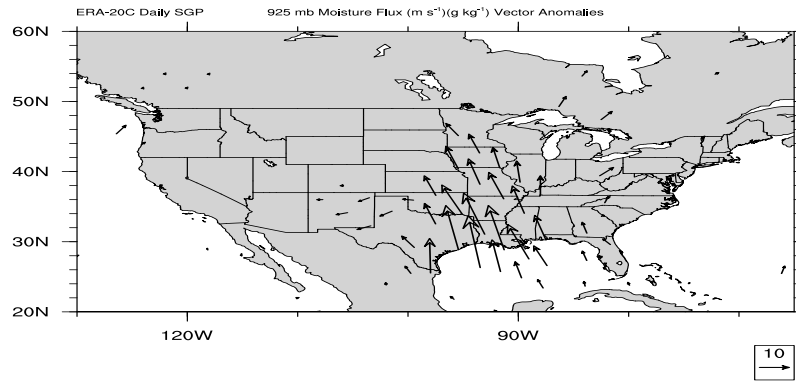 ERA-20C Daily SGP 925 mb Moisture Flux (m s⁻¹)(g kg⁻¹) Vector Anomalies
60N
50N
40N
30N
20N
120W 90W
10